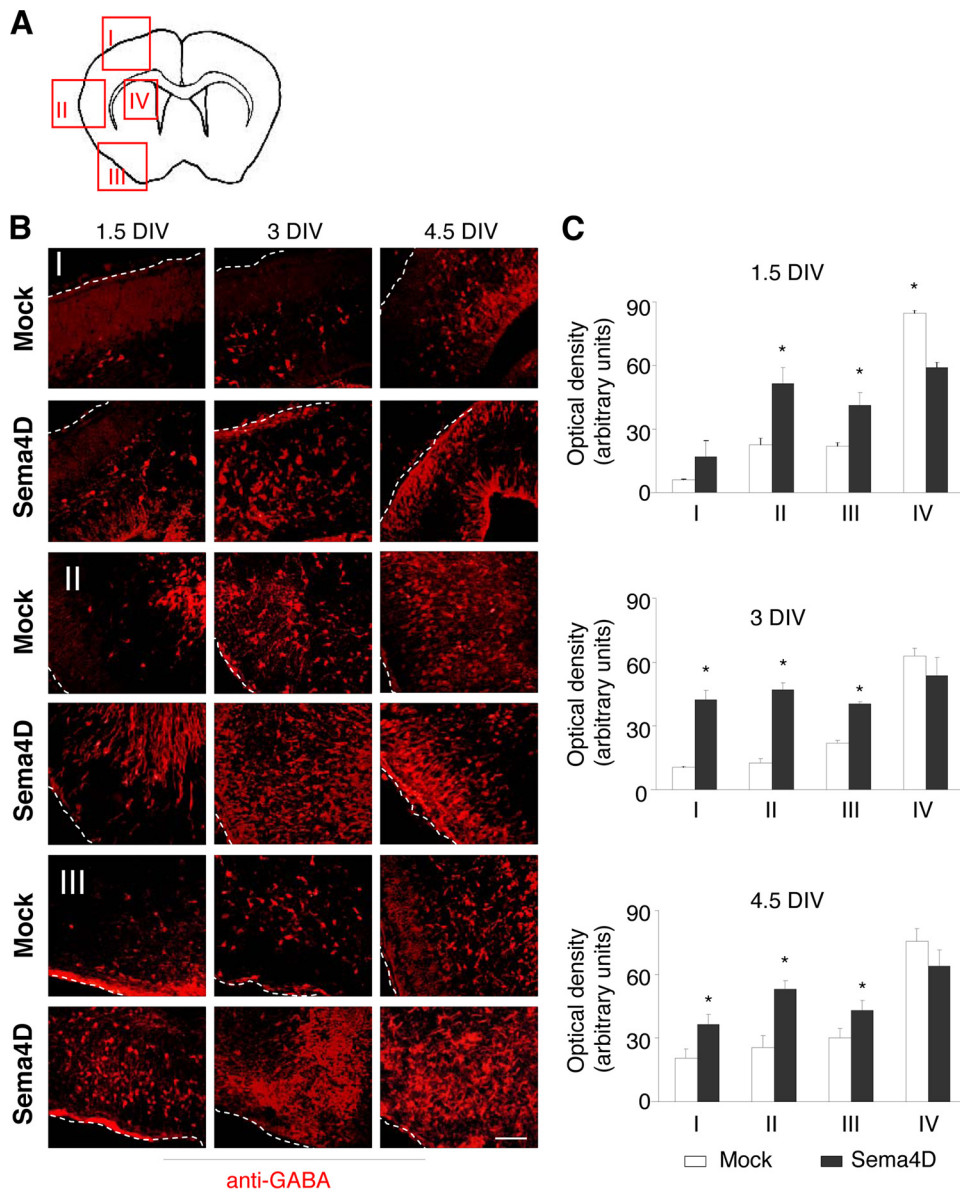 A
I
II
IV
III
B
1.5 DIV 3 DIV 4.5 DIV
I
Mock
Sema4D
II
Mock
Sema4D
III
Mock
Sema4D
anti-GABA
C
1.5 DIV
Optical density
(arbitrary units)
90
60
30
0
*
*
*
I II III IV
3 DIV
Optical density
(arbitrary units)
90
60
30
0
*
*
*
I II III IV
4.5 DIV
Optical density
(arbitrary units)
90
60
30
0
*
*
*
I II III IV
Mock Sema4D